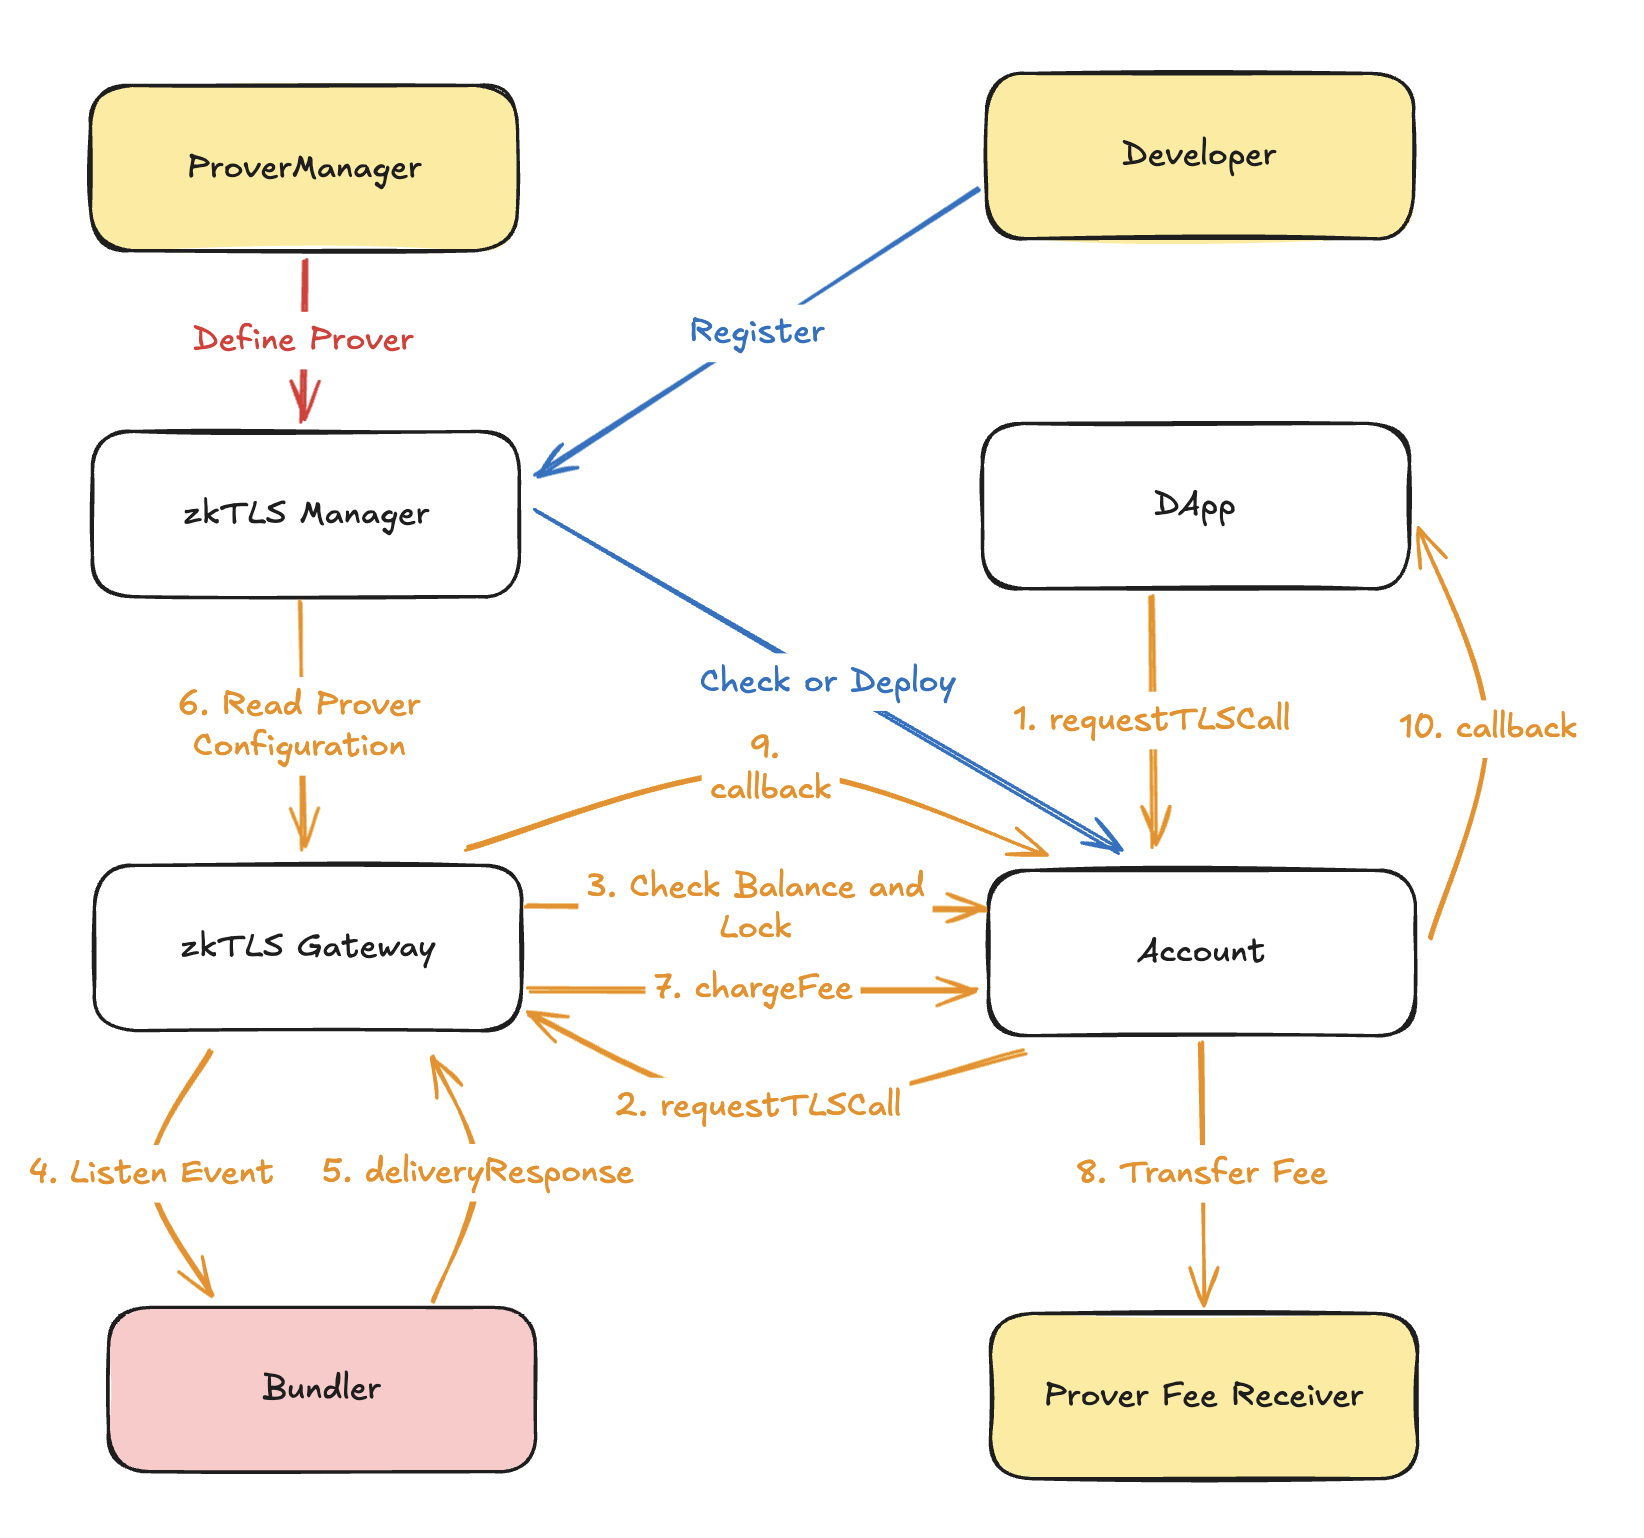 ProverManager
Developer
Define Prover
Register
zkTLS Manager
DApp
Check or Deploy
6. Read Prover
Configuration
1. requestTLSCall
10. callback
9.
callback
3. Check Balance and
Lock
zkTLS Gateway
Account
7. chargeFee
2. requestTLSCall
4. Listen Event
5. deliveryResponse
8. Transfer Fee
Bundler
Prover Fee Receiver